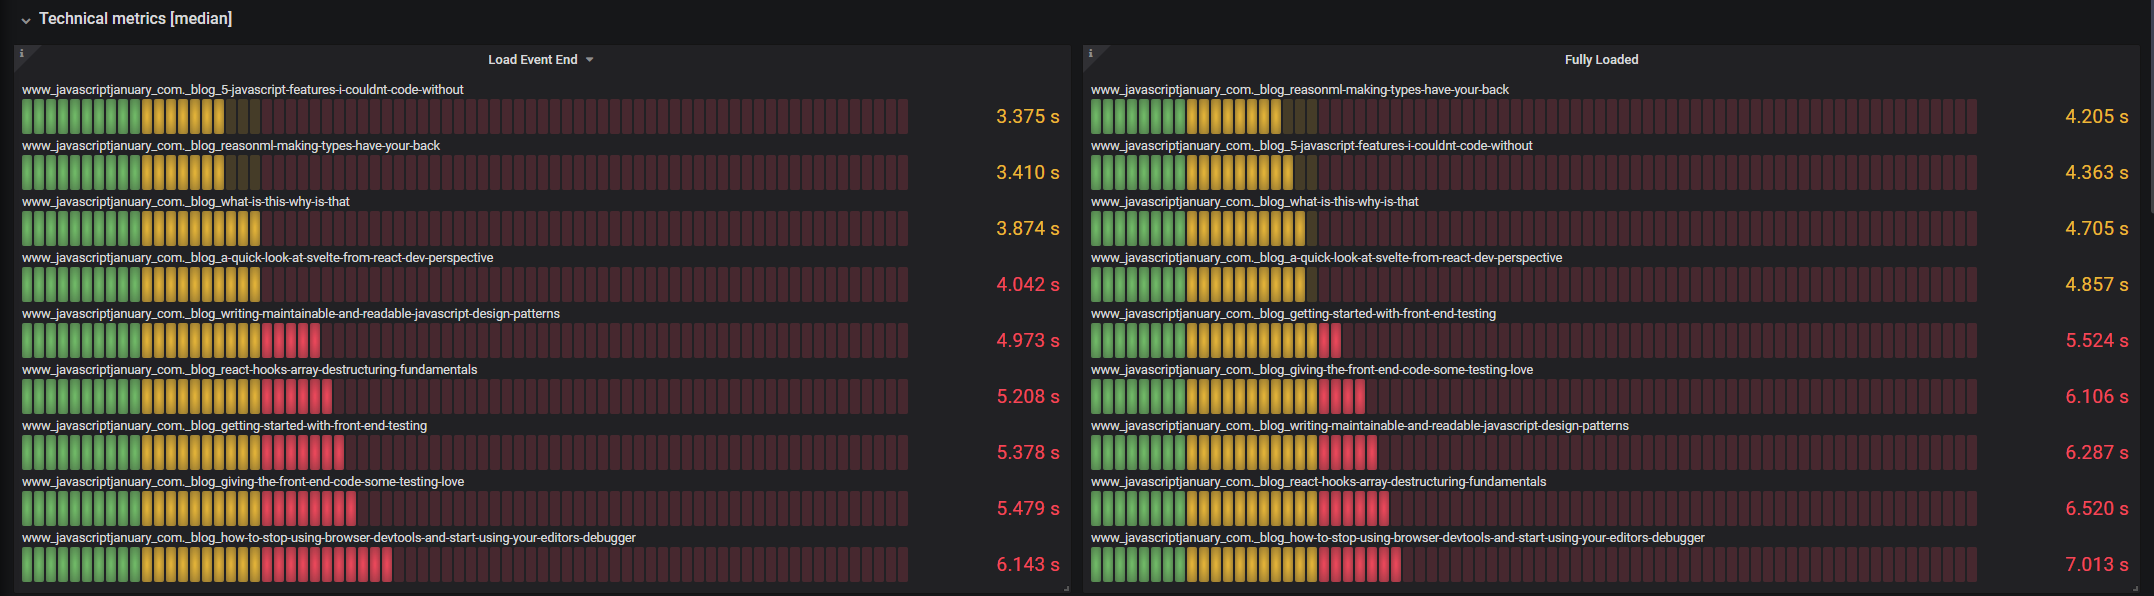 Technical metrics [median]
Load Event End
www_javascriptjanuary_com._blog_5-javascript-features-i-couldnt-code-without
3.375 s
www_javascriptjanuary_com._blog_reasonml-making-types-have-your-back
3.410 s
www_javascriptjanuary_com._blog_what-is-this-why-is-that
3.874 s
www_javascriptjanuary_com._blog_a-quick-look-at-svelte-from-react-dev-perspective
4.042 s
www_javascriptjanuary_com._blog_writing-maintainable-and-readable-javascript-design-patterns
4.973 s
www_javascriptjanuary_com._blog_react-hooks-array-destructuring-fundamentals
5.208 s
www_javascriptjanuary_com._blog_getting-started-with-front-end-testing
5.378 s
www_javascriptjanuary_com._blog_giving-the-front-end-code-some-testing-love
5.479 s
www_javascriptjanuary_com._blog_how-to-stop-using-browser-devtools-and-start-using-your-editors-debugger
6.143 s
Fully Loaded
www_javascriptjanuary_com._blog_reasonml-making-types-have-your-back
4.205 s
www_javascriptjanuary_com._blog_5-javascript-features-i-couldnt-code-without
4.363 s
www_javascriptjanuary_com._blog_what-is-this-why-is-that
4.705 s
www_javascriptjanuary_com._blog_a-quick-look-at-svelte-from-react-dev-perspective
4.857 s
www_javascriptjanuary_com._blog_getting-started-with-front-end-testing
5.524 s
www_javascriptjanuary_com._blog_giving-the-front-end-code-some-testing-love
6.106 s
www_javascriptjanuary_com._blog_writing-maintainable-and-readable-javascript-design-patterns
6.287 s
www_javascriptjanuary_com._blog_react-hooks-array-destructuring-fundamentals
6.520 s
www_javascriptjanuary_com._blog_how-to-stop-using-browser-devtools-and-start-using-your-editors-debugger
7.013 s